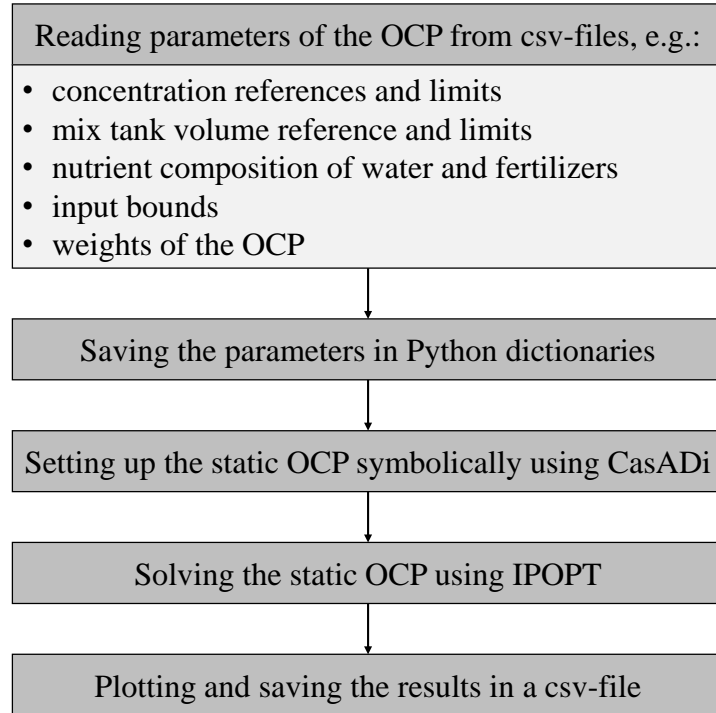 Reading parameters of the OCP from csv-files, e.g.:
• concentration references and limits
• mix tank volume reference and limits
• nutrient composition of water and fertilizers
• input bounds
• weights of the OCP
Saving the parameters in Python dictionaries
Setting up the static OCP symbolically using CasADi
Solving the static OCP using IPOPT
Plotting and saving the results in a csv-file